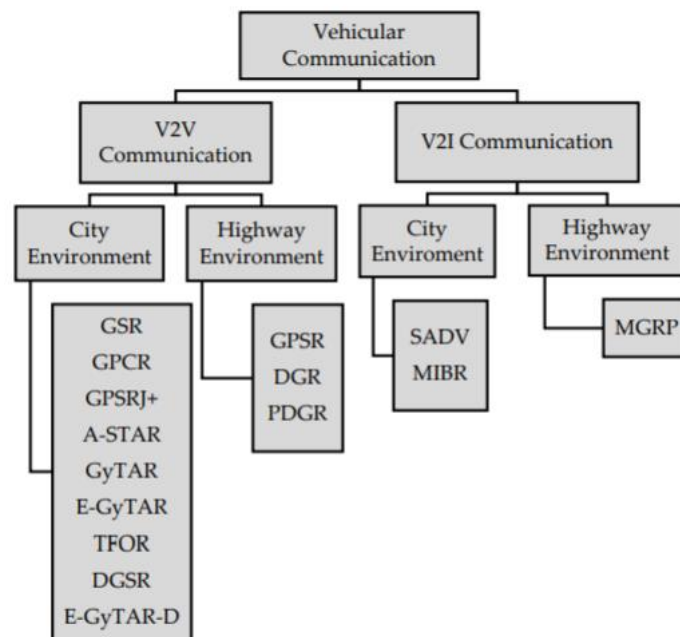 Vehicular
Communication
V2V
Communication
V2I Communication
City
Environment
Highway
Environment
City
Enviroment
Highway
Environment
GSR
GPCR
GPSRJ+
A-STAR
GyTAR
E-GyTAR
TFOR
DGSR
E-GyTAR-D
GPSR
DGR
PDGR
SADV
MIBR
MGRP